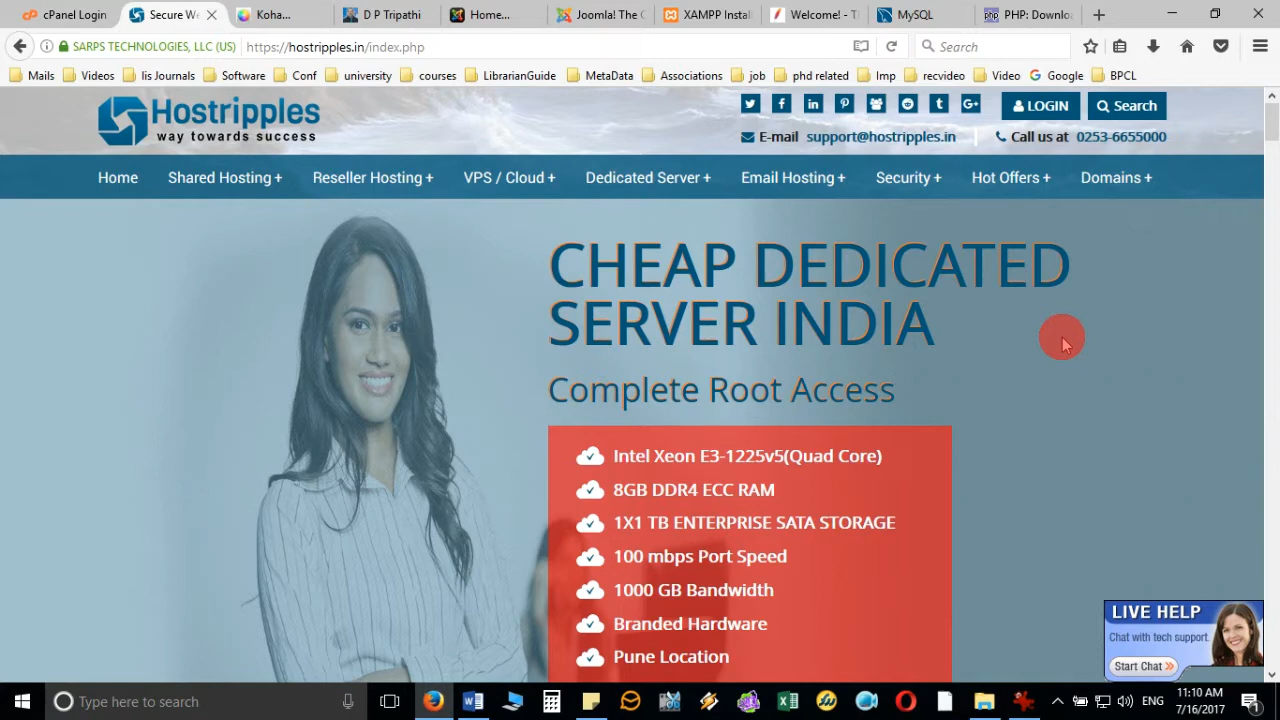 cPanel Login
Secure We
Koha...
D P Tripathi
Home...
Joomla! The C
XAMPP Instal
Welcome! - T
MySQL
PHP: Downlo
SARPS TECHNOLOGIES, LLC (US)
https://hostripples.in/index.php
Search
Mails
Videos
lis Journals
Software
Conf
university
courses
LibrarianGuide
MetaData
Associations
job
phd related
Imp
recvideo
Video
Google
BPCL
Hostripples
way towards success
LOGIN
Search
E-mail support@hostripples.in
Call us at 0253-6655000
Home
Shared Hosting +
Reseller Hosting +
VPS / Cloud +
Dedicated Server +
Email Hosting +
Security +
Hot Offers +
Domains +
CHEAP DEDICATED
SERVER INDIA
Complete Root Access
Intel Xeon E3-1225v5(Quad Core)
8GB DDR4 ECC RAM
1X1 TB ENTERPRISE SATA STORAGE
100 mbps Port Speed
1000 GB Bandwidth
Branded Hardware
Pune Location
LIVE HELP
Chat with tech support.
Start Chat »
Type here to search
ENG
11:10 AM
7/16/2017